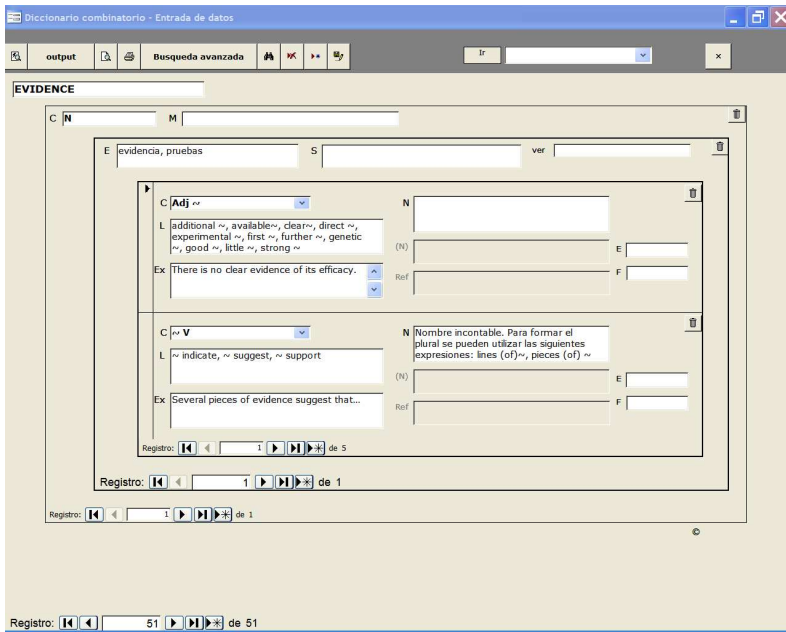 Diccionario combinatorio - Entrada de datos
output Busqueda avanzada Ir ×
EVIDENCE
C N M
E evidencia, pruebas S ver
C Adj ~ N
L additional ~, available~, clear~, direct ~,
experimental ~, first ~, further ~, genetic
~, good ~, little ~, strong ~
(N) E
Ex There is no clear evidence of its efficacy.
Ref F
C ~ V N Nombre incontable. Para formar el
plural se pueden utilizar las siguientes
expresiones: lines (of)~, pieces (of) ~
L ~ indicate, ~ suggest, ~ support
(N) E
Ex Several pieces of evidence suggest that...
Ref F
Registro: 1 de 5
Registro: 1 de 1
Registro: 1 de 1
©
Registro: 51 de 51